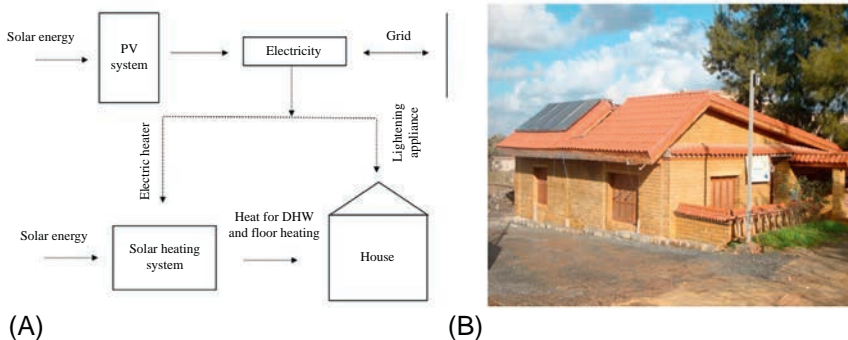 Solar energy
PV
system
Electricity
Grid
Electric heater
Lightening
appliance
Solar energy
Solar heating
system
Heat for DHW
and floor heating
House
(A)
(B)